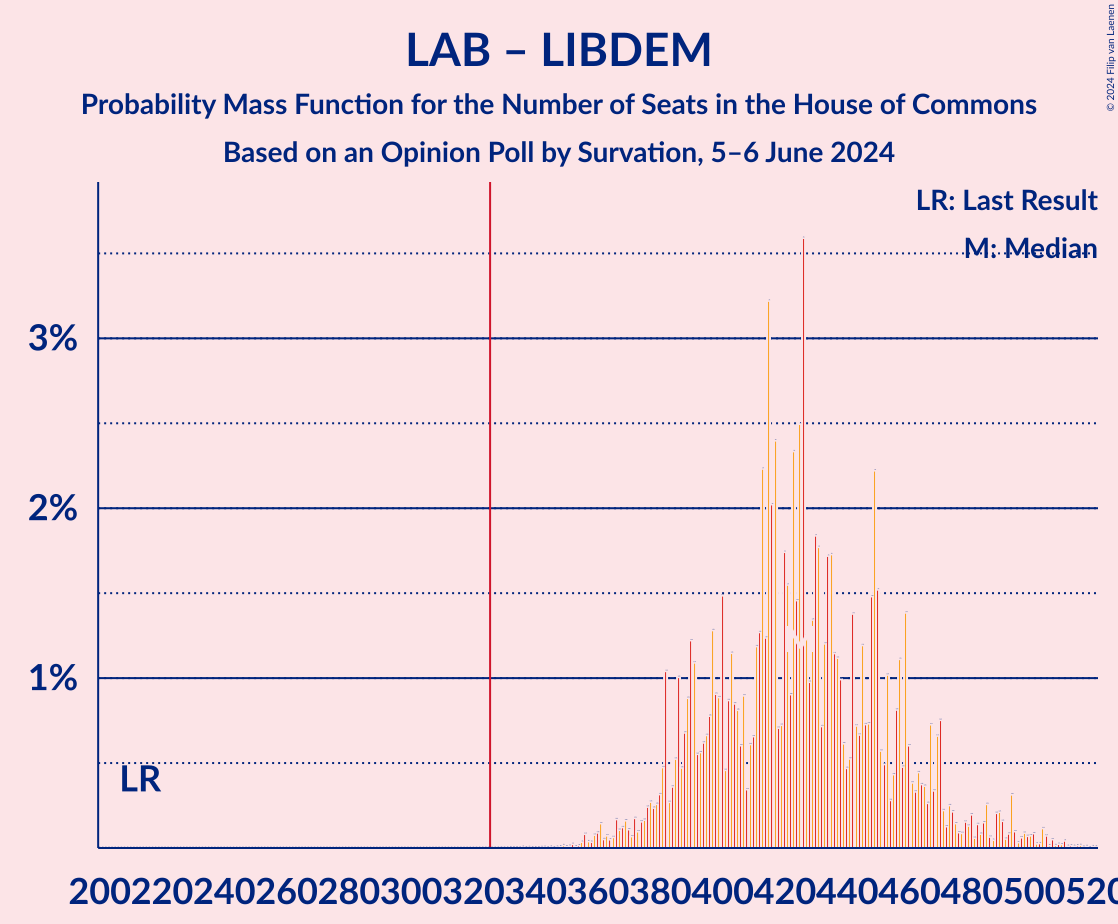 LAB – LIBDEM
Probability Mass Function for the Number of Seats in the House of Commons
Based on an Opinion Poll by Survation, 5–6 June 2024
© 2024 Filip van Laenen
LR: Last Result
M: Median
3%
2%
1%
LR
200220240260280300320340360380400420440460480500520